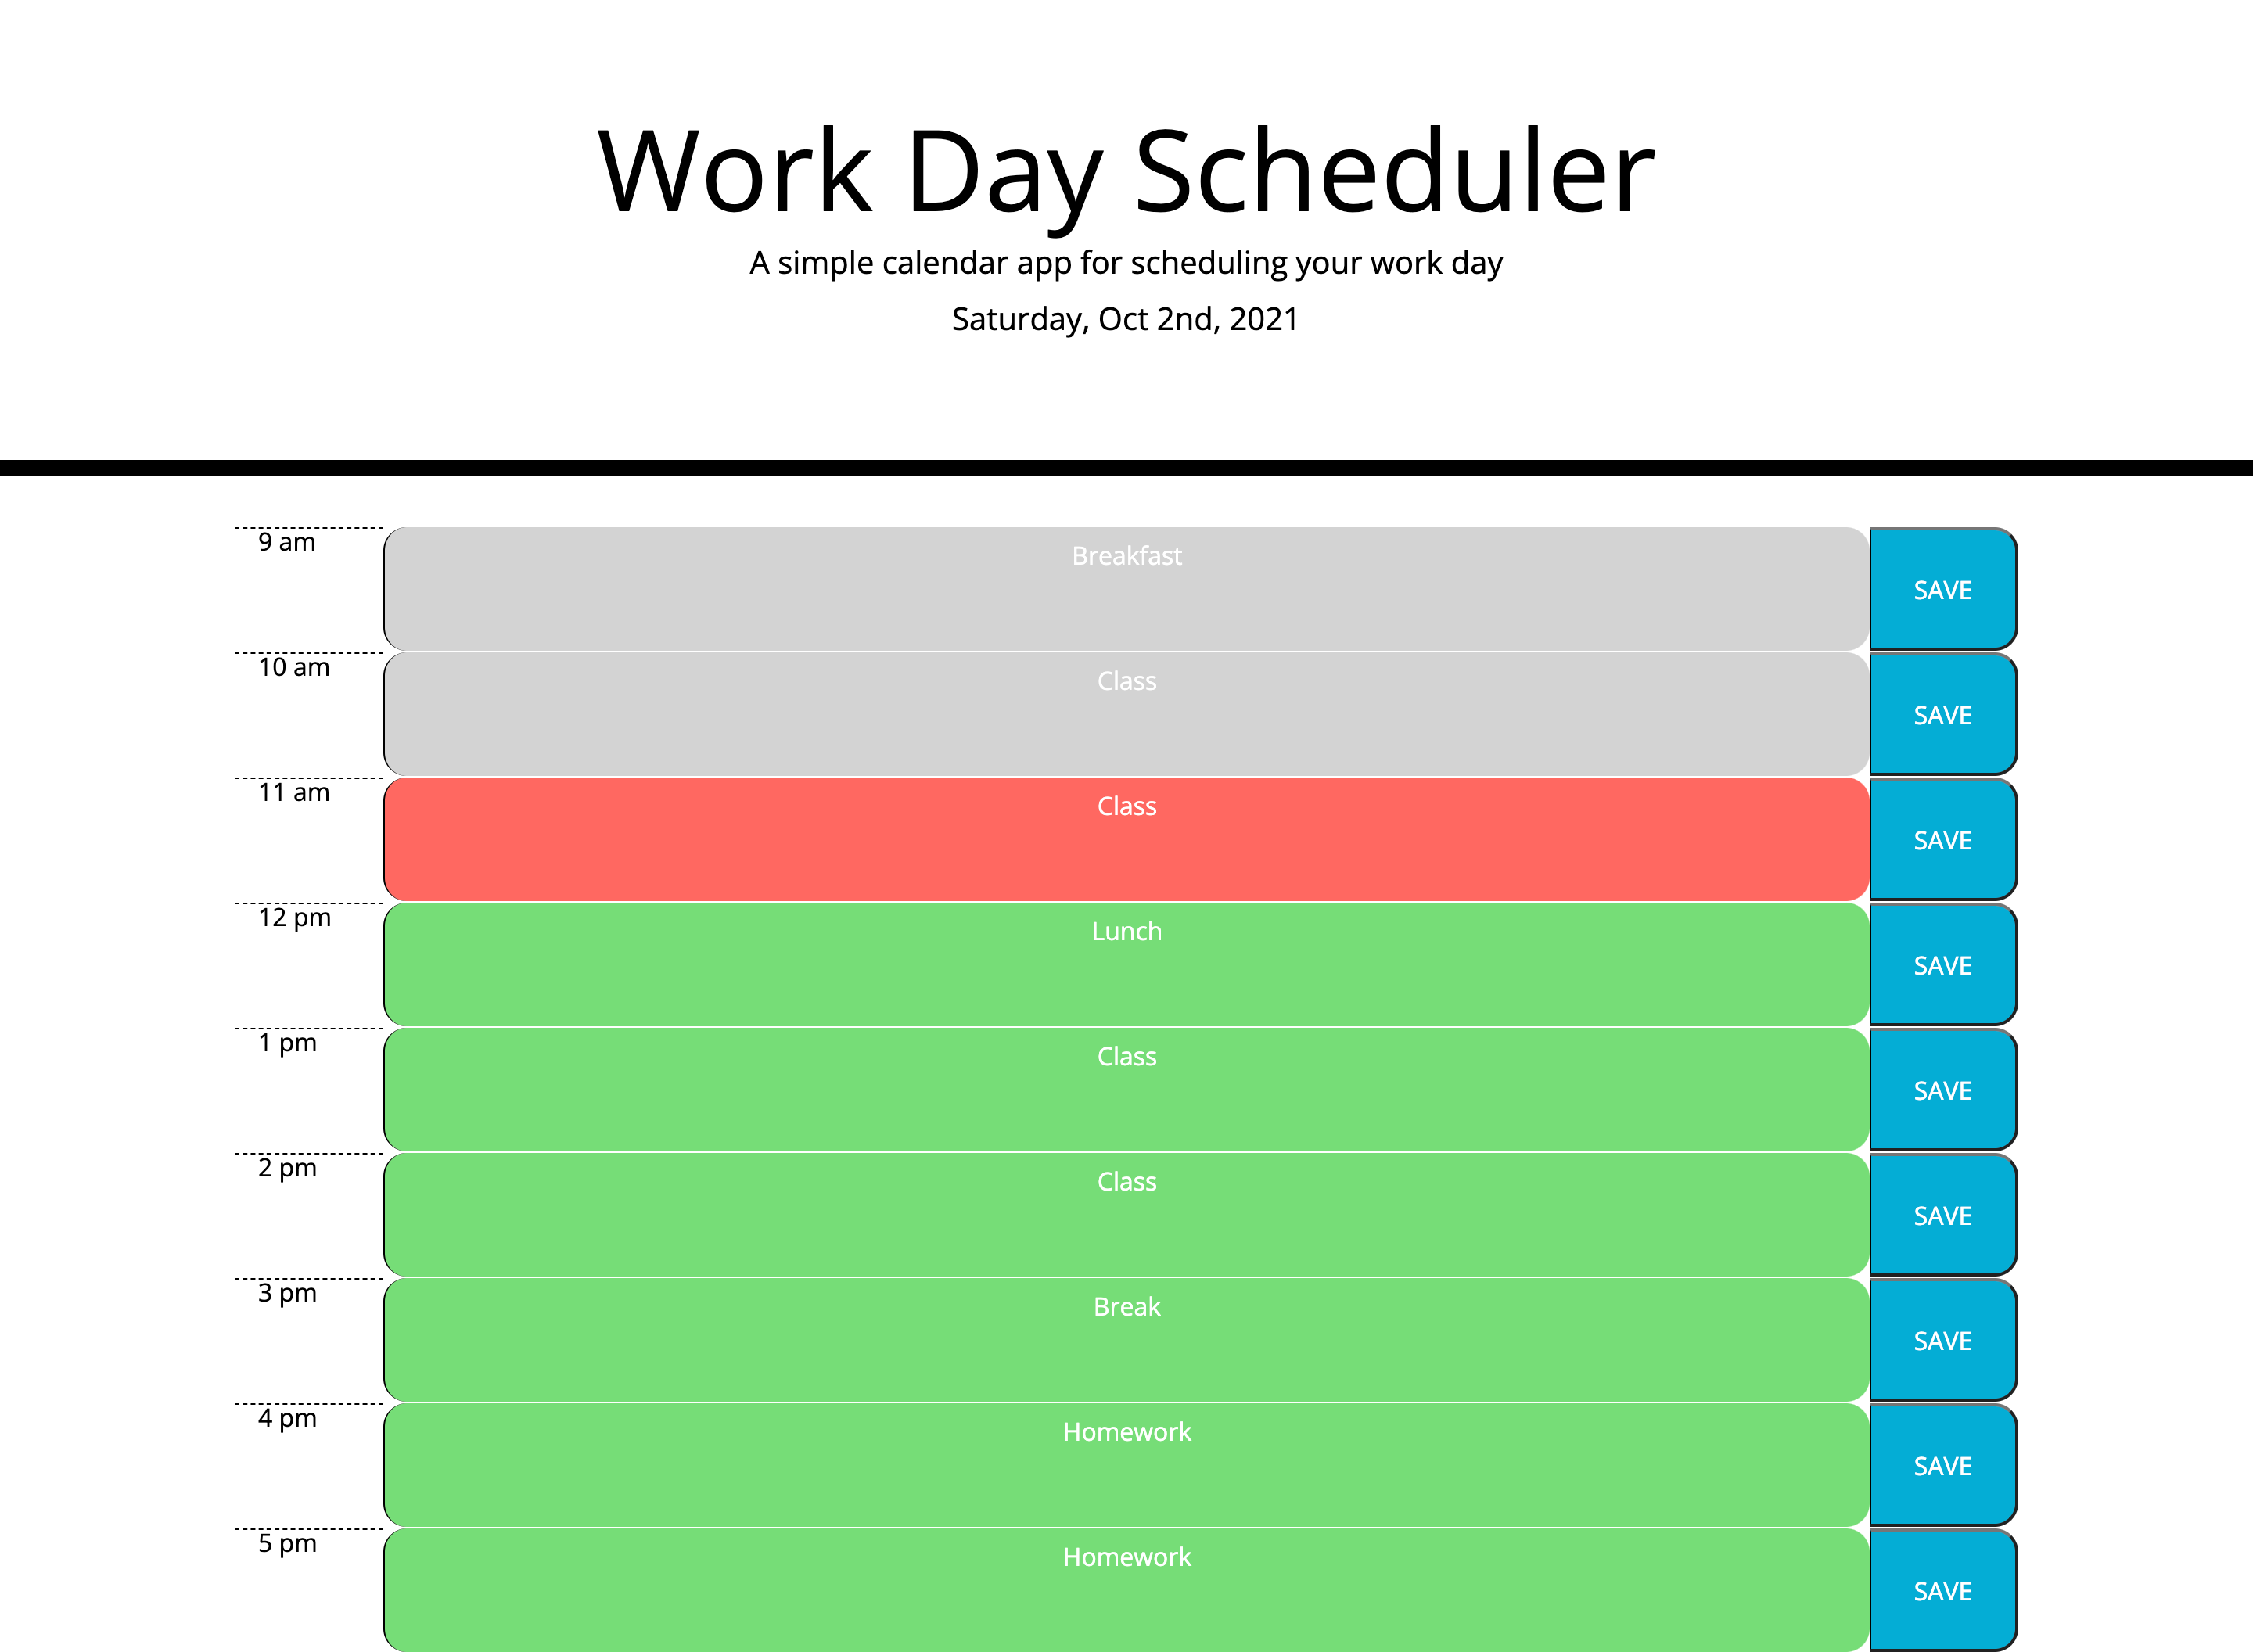 Work Day Scheduler
A simple calendar app for scheduling your work day
Saturday, Oct 2nd, 2021
9 am Breakfast SAVE
10 am Class SAVE
11 am Class SAVE
12 pm Lunch SAVE
1 pm Class SAVE
2 pm Class SAVE
3 pm Break SAVE
4 pm Homework SAVE
5 pm Homework SAVE